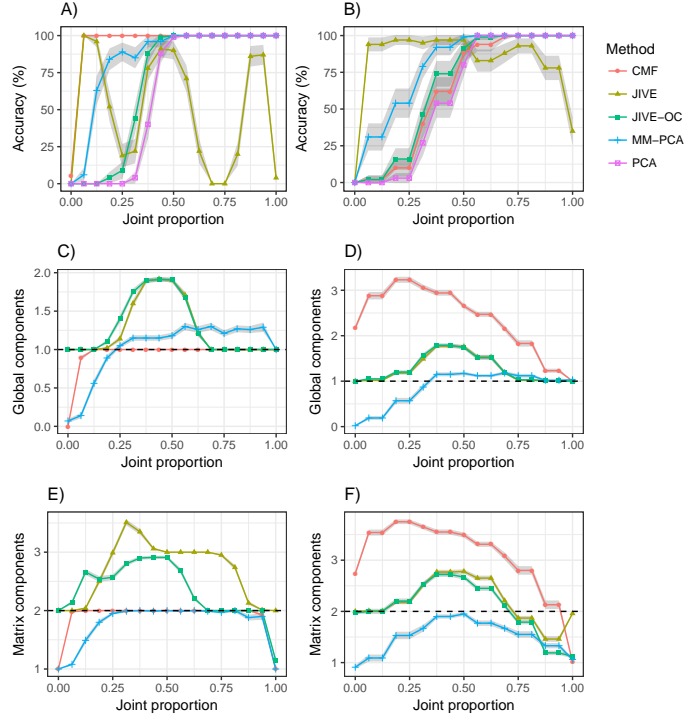 A)
B)
100
75
50
25
0
Accuracy (%)
0.00 0.25 0.50 0.75 1.00
Joint proportion
100
75
50
25
0
Accuracy (%)
0.00 0.25 0.50 0.75 1.00
Joint proportion
Method
CMF
JIVE
JIVE−OC
MM−PCA
PCA
C)
D)
2.0
1.5
1.0
0.5
0.0
Global components
0.00 0.25 0.50 0.75 1.00
Joint proportion
3
2
1
0
Global components
0.00 0.25 0.50 0.75 1.00
Joint proportion
E)
F)
3
2
1
Matrix components
0.00 0.25 0.50 0.75 1.00
Joint proportion
3
2
1
Matrix components
0.00 0.25 0.50 0.75 1.00
Joint proportion